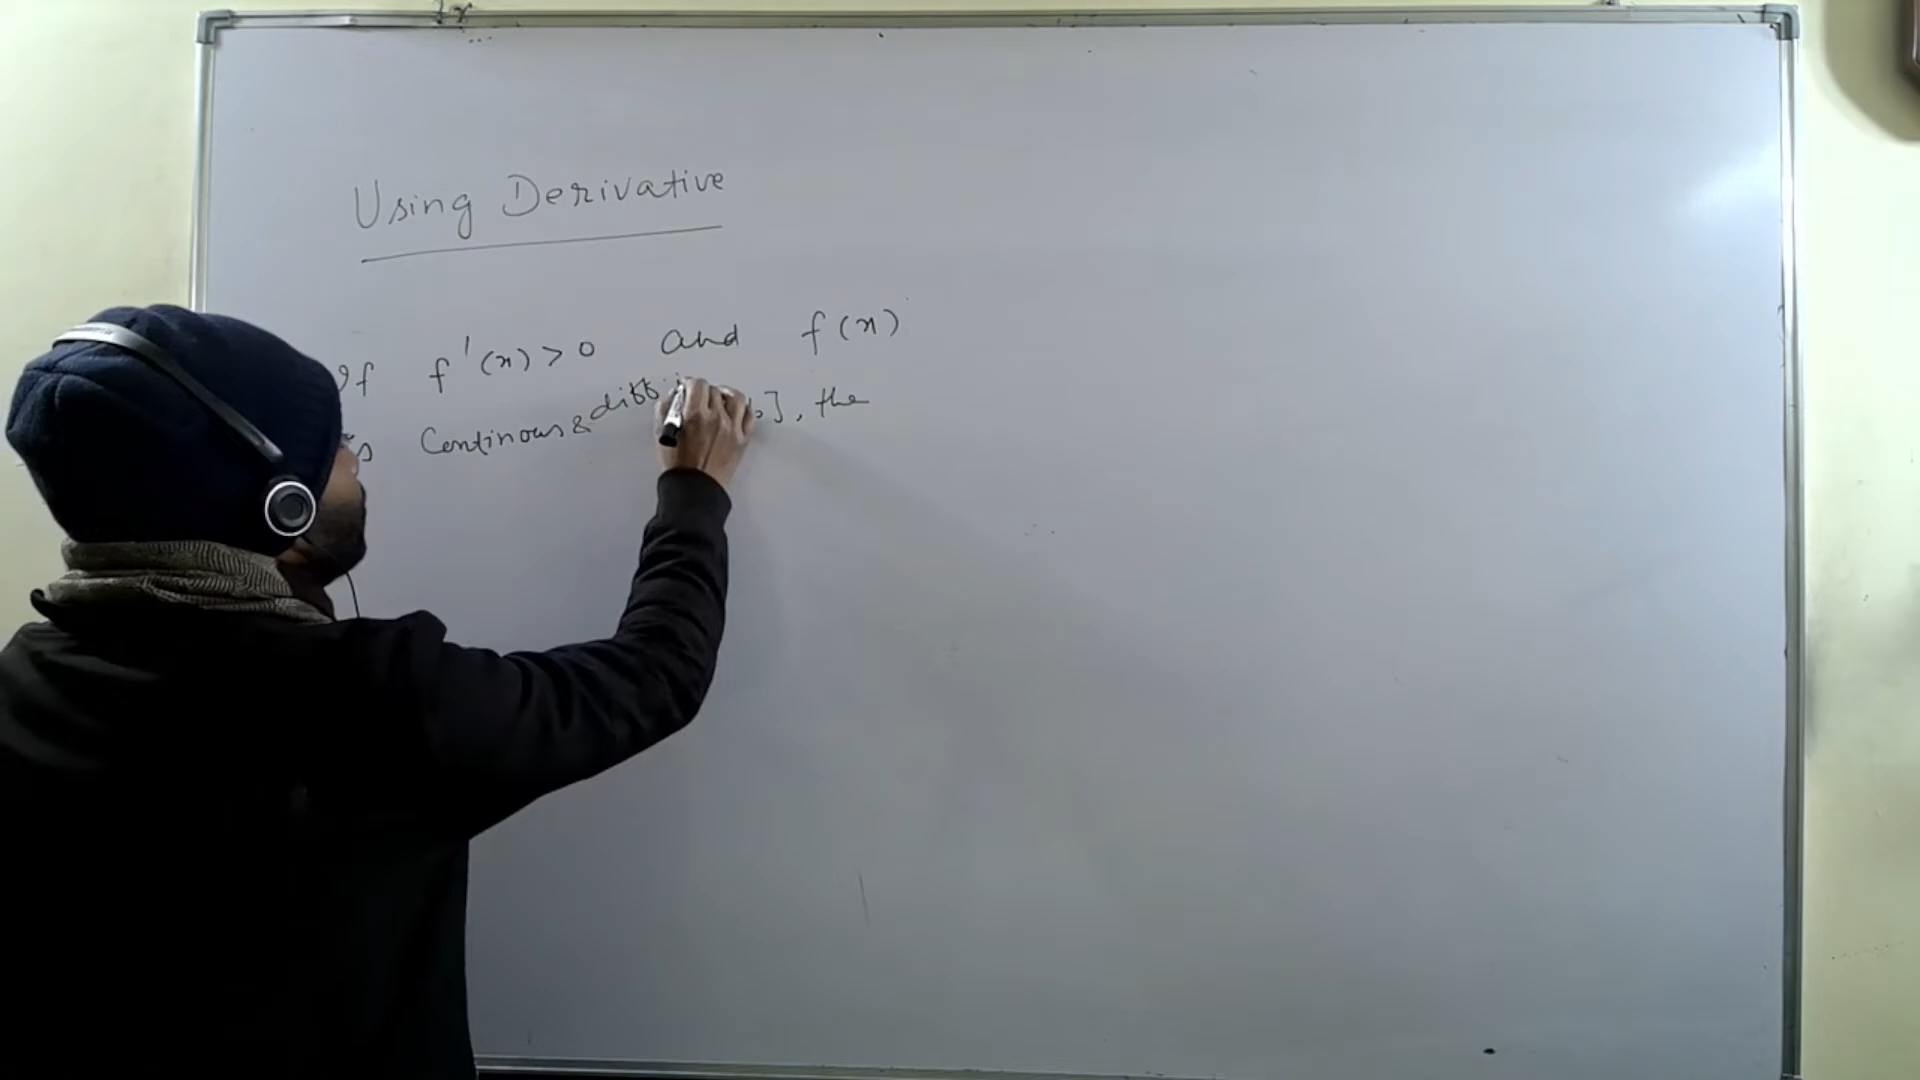 Using Derivative
If f'(x) > 0 and f(x)
is Continous & diff b], the